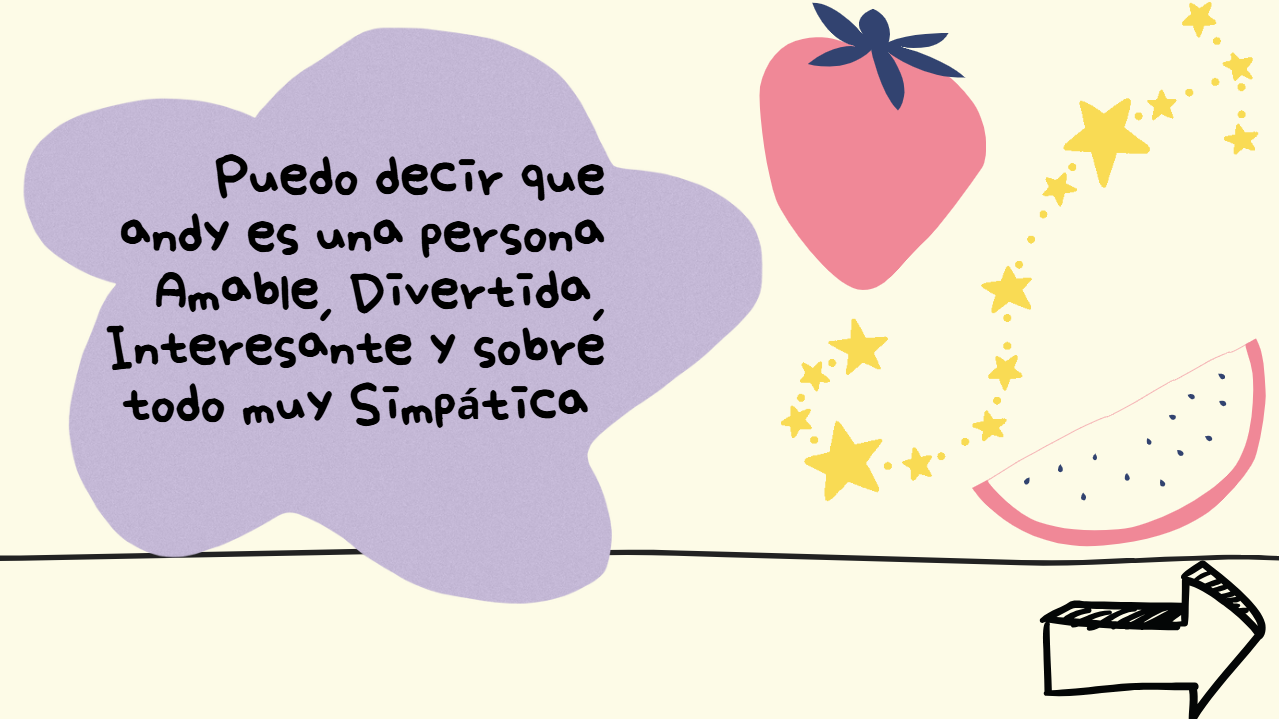 Puedo decir que
andy es una persona
Amable, Divertida,
Interesante y sobre
todo muy Simpática